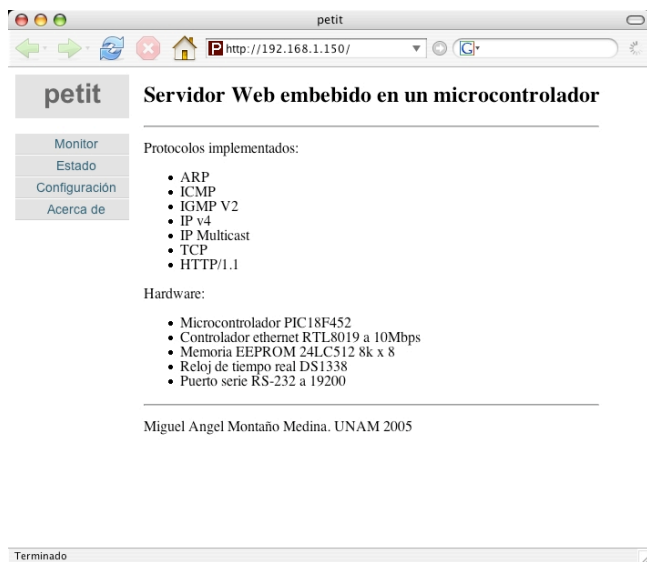 petit
http://192.168.1.150/
G
petit
Monitor
Estado
Configuración
Acerca de
Servidor Web embebido en un microcontrolador
Protocolos implementados:
• ARP
• ICMP
• IGMP V2
• IP v4
• IP Multicast
• TCP
• HTTP/1.1
Hardware:
• Microcontrolador PIC18F452
• Controlador ethernet RTL8019 a 10Mbps
• Memoria EEPROM 24LC512 8k x 8
• Reloj de tiempo real DS1338
• Puerto serie RS-232 a 19200
Miguel Angel Montaño Medina. UNAM 2005
Terminado